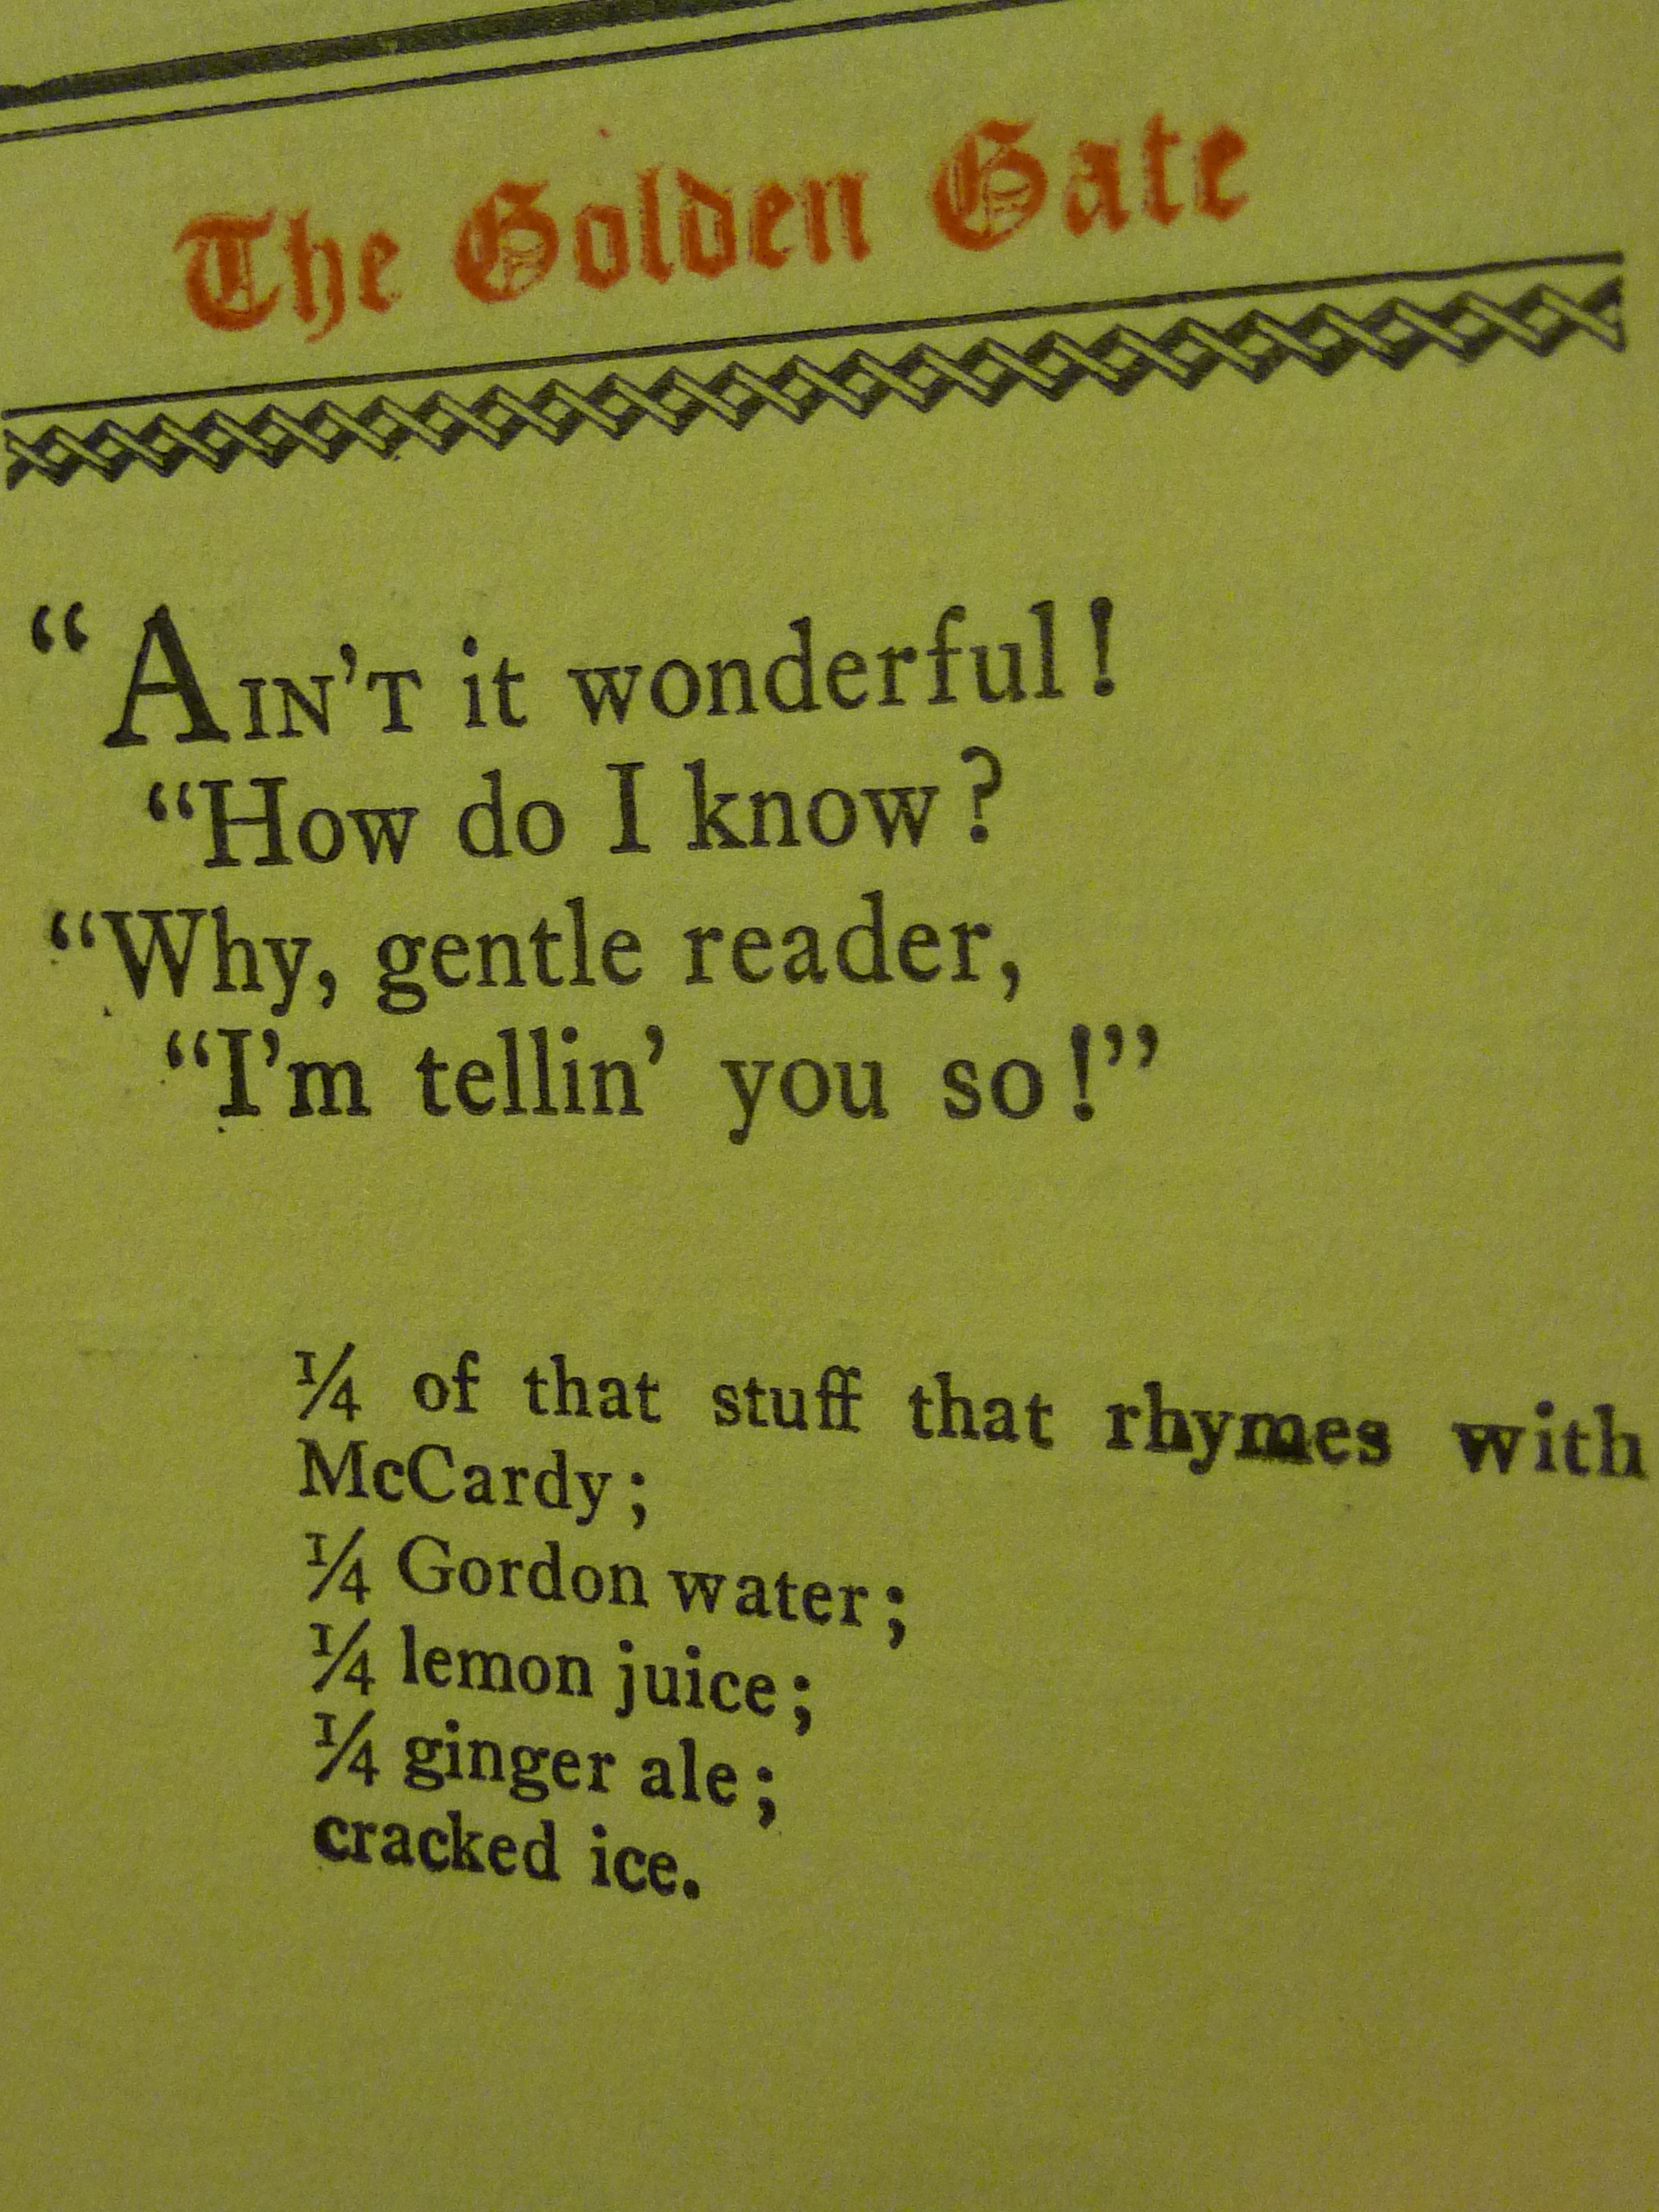 The Golden Gate
“AIN’T it wonderful!
“How do I know?
“Why, gentle reader,
“I’m tellin’ you so!”
¼ of that stuff that rhymes with
McCardy;
¼ Gordon water;
¼ lemon juice;
¼ ginger ale;
cracked ice.